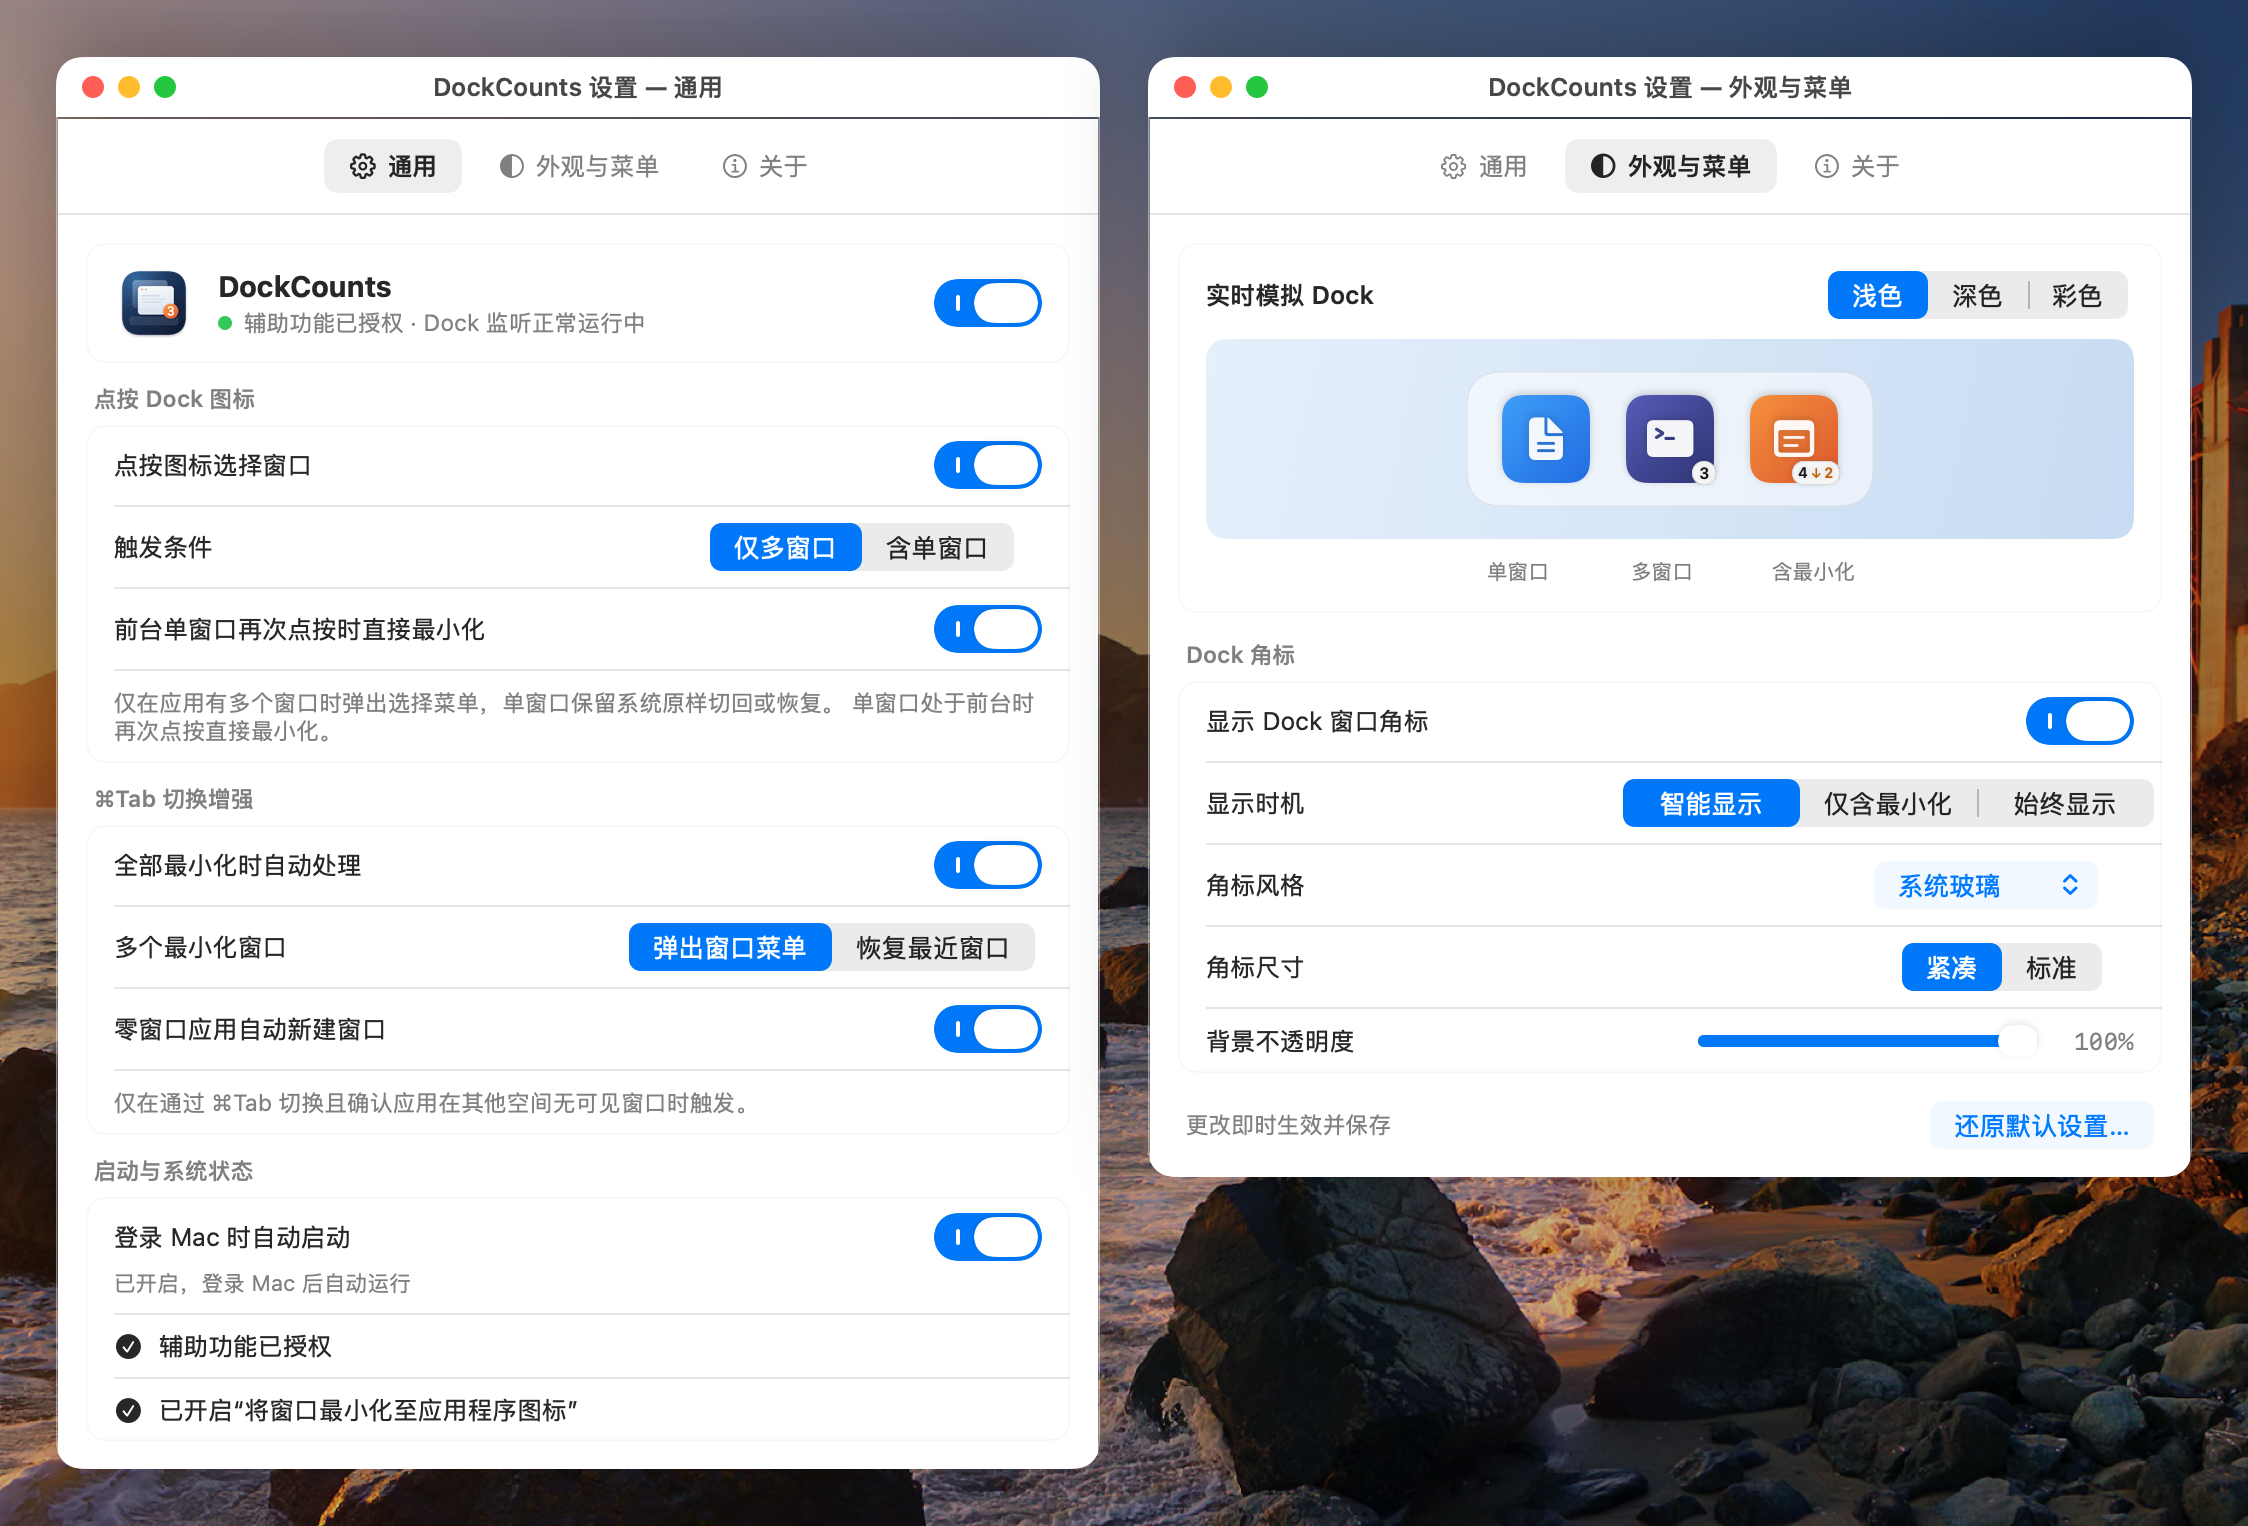 DockCounts 设置 — 通用
通用
外观与菜单
关于
DockCounts
3
辅助功能已授权 · Dock 监听正常运行中
点按 Dock 图标
点按图标选择窗口
触发条件
仅多窗口
含单窗口
前台单窗口再次点按时直接最小化
仅在应用有多个窗口时弹出选择菜单，单窗口保留系统原样切回或恢复。 单窗口处于前台时
再次点按直接最小化。
⌘Tab 切换增强
全部最小化时自动处理
多个最小化窗口
弹出窗口菜单
恢复最近窗口
零窗口应用自动新建窗口
仅在通过 ⌘Tab 切换且确认应用在其他空间无可见窗口时触发。
启动与系统状态
登录 Mac 时自动启动
已开启，登录 Mac 后自动运行
辅助功能已授权
已开启“将窗口最小化至应用程序图标”
DockCounts 设置 — 外观与菜单
通用
外观与菜单
关于
实时模拟 Dock
浅色
深色
彩色
3
4↓2
单窗口
多窗口
含最小化
Dock 角标
显示 Dock 窗口角标
显示时机
智能显示
仅含最小化
始终显示
角标风格
系统玻璃
角标尺寸
紧凑
标准
背景不透明度
100%
更改即时生效并保存
还原默认设置...